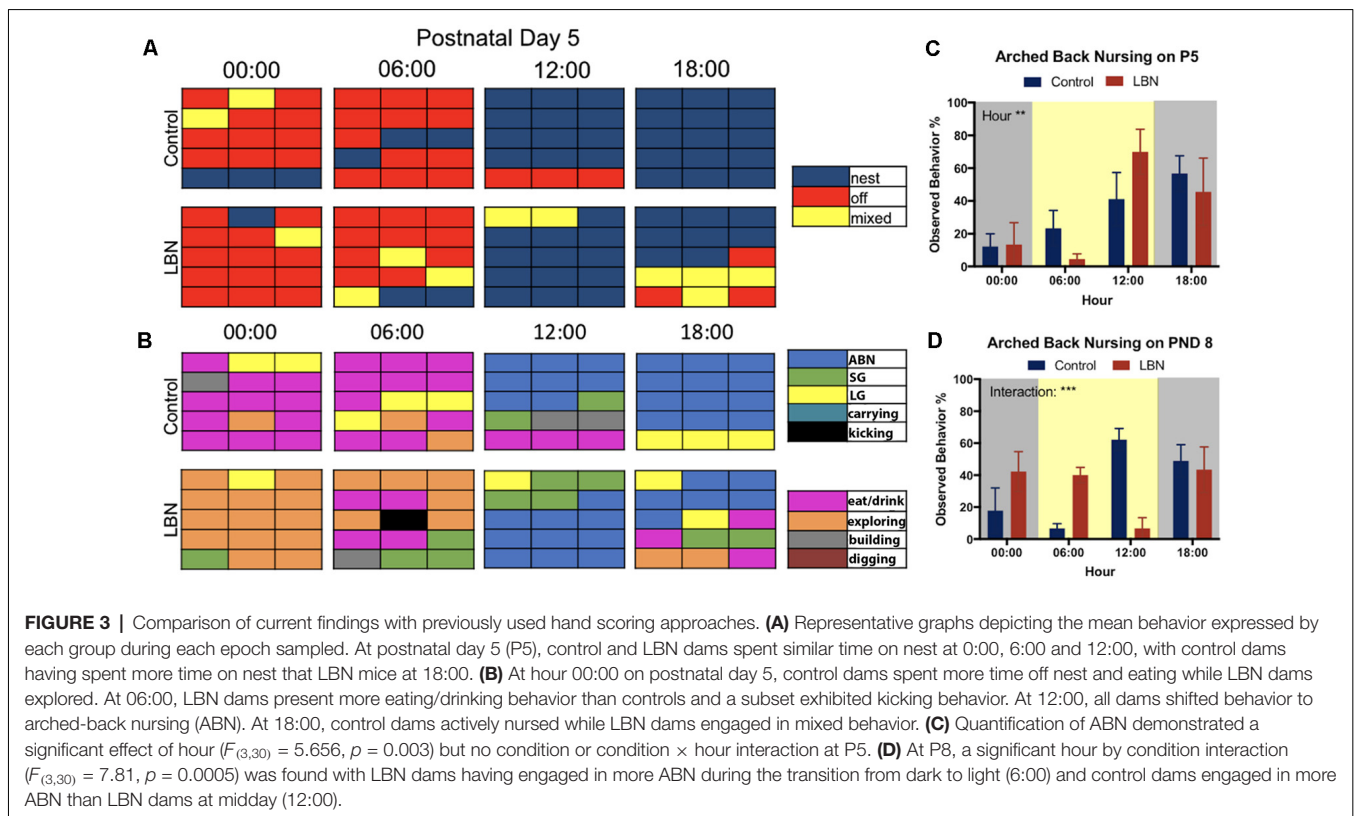 A
Postnatal Day 5
00:00 06:00 12:00 18:00
Control
LBN
nest
off
mixed
B
00:00 06:00 12:00 18:00
Control
LBN
ABN
SG
LG
carrying
kicking
eat/drink
exploring
building
digging
C
Arched Back Nursing on P5
Control LBN
Hour **
Observed Behavior %
100
80
60
40
20
0
00:00 06:00 12:00 18:00
Hour
D
Arched Back Nursing on PND 8
Control LBN
Interaction: ***
Observed Behavior %
100
80
60
40
20
0
00:00 06:00 12:00 18:00
Hour
FIGURE 3 | Comparison of current findings with previously used hand scoring approaches. (A) Representative graphs depicting the mean behavior expressed by
each group during each epoch sampled. At postnatal day 5 (P5), control and LBN dams spent similar time on nest at 0:00, 6:00 and 12:00, with control dams
having spent more time on nest that LBN mice at 18:00. (B) At hour 00:00 on postnatal day 5, control dams spent more time off nest and eating while LBN dams
explored. At 06:00, LBN dams present more eating/drinking behavior than controls and a subset exhibited kicking behavior. At 12:00, all dams shifted behavior to
arched-back nursing (ABN). At 18:00, control dams actively nursed while LBN dams engaged in mixed behavior. (C) Quantification of ABN demonstrated a
significant effect of hour (F(3,30) = 5.656, p = 0.003) but no condition or condition × hour interaction at P5. (D) At P8, a significant hour by condition interaction
(F(3,30) = 7.81, p = 0.0005) was found with LBN dams having engaged in more ABN during the transition from dark to light (6:00) and control dams engaged in more
ABN than LBN dams at midday (12:00).